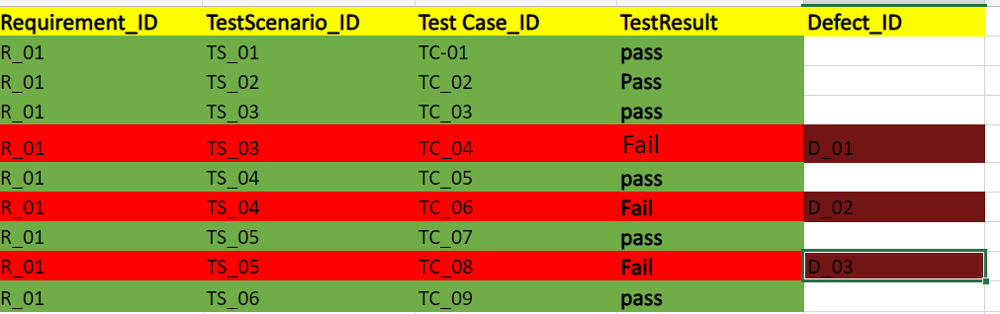 Requirement_ID TestScenario_ID Test Case_ID TestResult Defect_ID
R_01 TS_01 TC-01 pass
R_01 TS_02 TC_02 Pass
R_01 TS_03 TC_03 pass
R_01 TS_03 TC_04 Fail D_01
R_01 TS_04 TC_05 pass
R_01 TS_04 TC_06 Fail D_02
R_01 TS_05 TC_07 pass
R_01 TS_05 TC_08 Fail D_03
R_01 TS_06 TC_09 pass